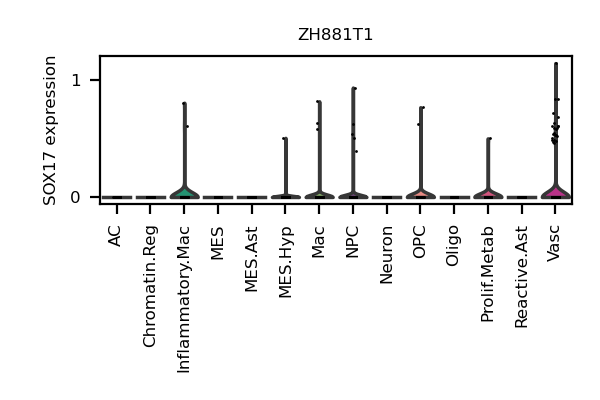 ZH881T1
SOX17 expression
1
0
AC
Chromatin.Reg
Inflammatory.Mac
MES
MES.Ast
MES.Hyp
Mac
NPC
Neuron
OPC
Oligo
Prolif.Metab
Reactive.Ast
Vasc